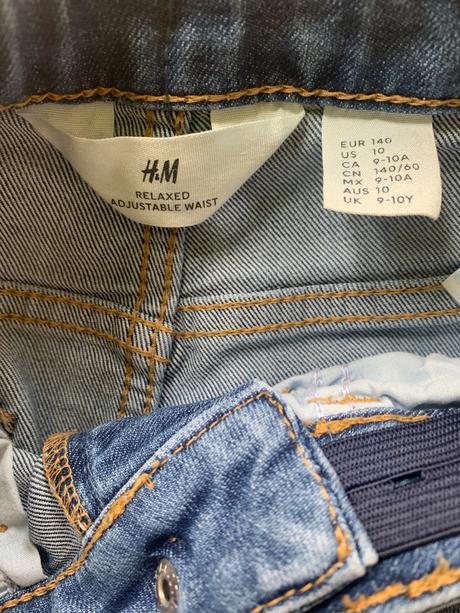 H&M
RELAXED
ADJUSTABLE WAIST
EUR 140
US 10
CA 9-10A
CN 140/60
MX 9-10A
AUS 10
UK 9-10Y